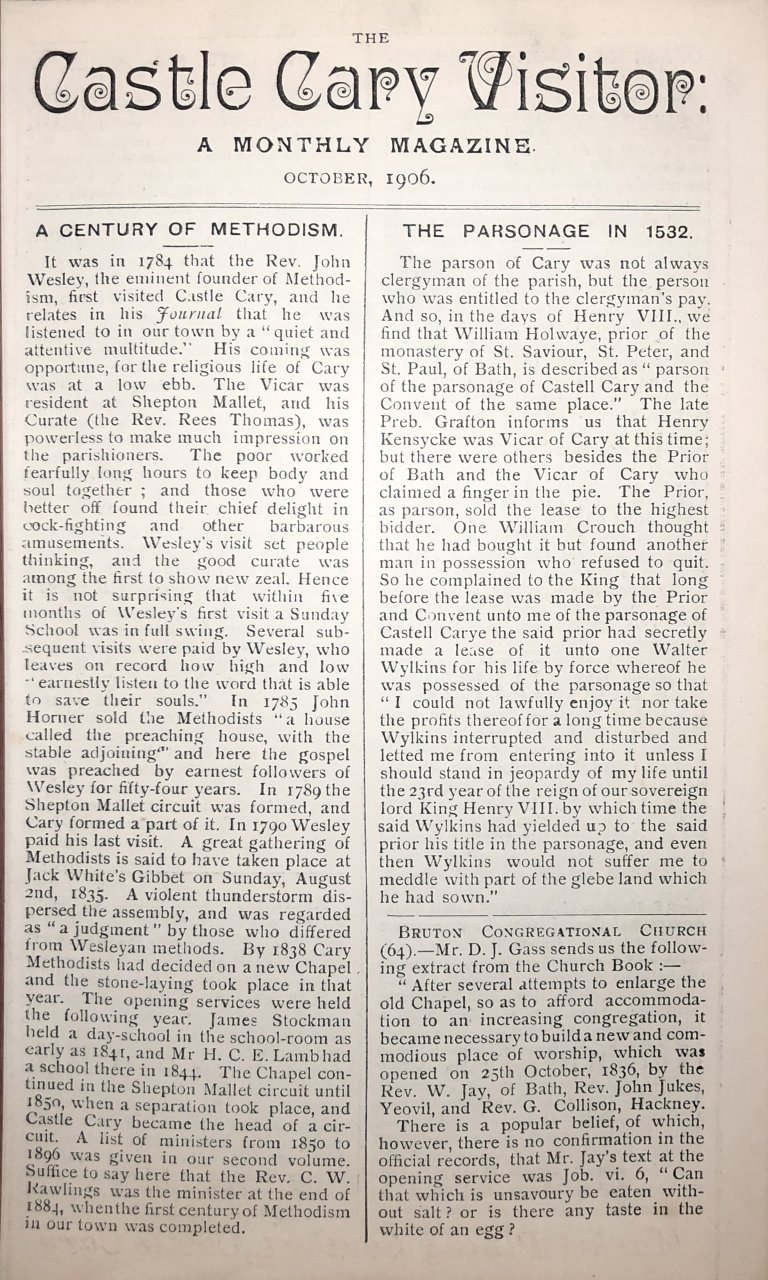 THE
Castle Cary Visitor:
A MONTHLY MAGAZINE.
OCTOBER, 1906.
A CENTURY OF METHODISM.
It was in 1784 that the Rev. John
Wesley, the eminent founder of Method-
ism, first visited Castle Cary, and he
relates in his Journal that he was
listened to in our town by a "quiet and
attentive multitude." His coming was
opportune, for the religious life of Cary
was at a low ebb. The Vicar was
resident at Shepton Mallet, and his
Curate (the Rev. Rees Thomas), was
powerless to make much impression on
the parishioners. The poor worked
fearfully long hours to keep body and
soul together ; and those who were
better off found their chief delight in
cock-fighting and other barbarous
amusements. Wesley's visit set people
thinking, and the good curate was
among the first to show new zeal. Hence
it is not surprising that within five
months of Wesley's first visit a Sunday
School was in full swing. Several sub-
sequent visits were paid by Wesley, who
leaves on record how high and low
"earnestly listen to the word that is able
to save their souls." In 1785 John
Horner sold the Methodists "a house
called the preaching house, with the
stable adjoining" and here the gospel
was preached by earnest followers of
Wesley for fifty-four years. In 1789 the
Shepton Mallet circuit was formed, and
Cary formed a part of it. In 1790 Wesley
paid his last visit. A great gathering of
Methodists is said to have taken place at
Jack White's Gibbet on Sunday, August
2nd, 1835. A violent thunderstorm dis-
persed the assembly, and was regarded
as "a judgment" by those who differed
from Wesleyan methods. By 1838 Cary
Methodists had decided on a new Chapel
and the stone-laying took place in that
year. The opening services were held
the following year. James Stockman
held a day-school in the school-room as
early as 1841, and Mr H. C. E. Lamb had
a school there in 1844. The Chapel con-
tinued in the Shepton Mallet circuit until
1850, when a separation took place, and
Castle Cary became the head of a cir-
cuit. A list of ministers from 1850 to
1896 was given in our second volume.
Suffice to say here that the Rev. C. W.
Rawlings was the minister at the end of
1884, when the first century of Methodism
in our town was completed.
THE PARSONAGE IN 1532.
The parson of Cary was not always
clergyman of the parish, but the person
who was entitled to the clergyman's pay.
And so, in the days of Henry VIII., we
find that William Holwaye, prior of the
monastery of St. Saviour, St. Peter, and
St. Paul, of Bath, is described as "parson
of the parsonage of Castell Cary and the
Convent of the same place." The late
Preb. Grafton informs us that Henry
Kensycke was Vicar of Cary at this time;
but there were others besides the Prior
of Bath and the Vicar of Cary who
claimed a finger in the pie. The Prior,
as parson, sold the lease to the highest
bidder. One William Crouch thought
that he had bought it but found another
man in possession who refused to quit.
So he complained to the King that long
before the lease was made by the Prior
and Convent unto me of the parsonage of
Castell Carye the said prior had secretly
made a lease of it unto one Walter
Wylkins for his life by force whereof he
was possessed of the parsonage so that
"I could not lawfully enjoy it nor take
the profits thereof for a long time because
Wylkins interrupted and disturbed and
letted me from entering into it unless I
should stand in jeopardy of my life until
the 23rd year of the reign of our sovereign
lord King Henry VIII. by which time the
said Wylkins had yielded up to the said
prior his title in the parsonage, and even
then Wylkins would not suffer me to
meddle with part of the glebe land which
he had sown."
BRUTON CONGREGATIONAL CHURCH
(64).—Mr. D. J. Gass sends us the follow-
ing extract from the Church Book :—
"After several attempts to enlarge the
old Chapel, so as to afford accommoda-
tion to an increasing congregation, it
became necessary to build a new and com-
modious place of worship, which was
opened on 25th October, 1836, by the
Rev. W. Jay, of Bath, Rev. John Jukes,
Yeovil, and Rev. G. Collison, Hackney.
There is a popular belief, of which,
however, there is no confirmation in the
official records, that Mr. Jay's text at the
opening service was Job. vi. 6, "Can
that which is unsavoury be eaten with-
out salt? or is there any taste in the
white of an egg?